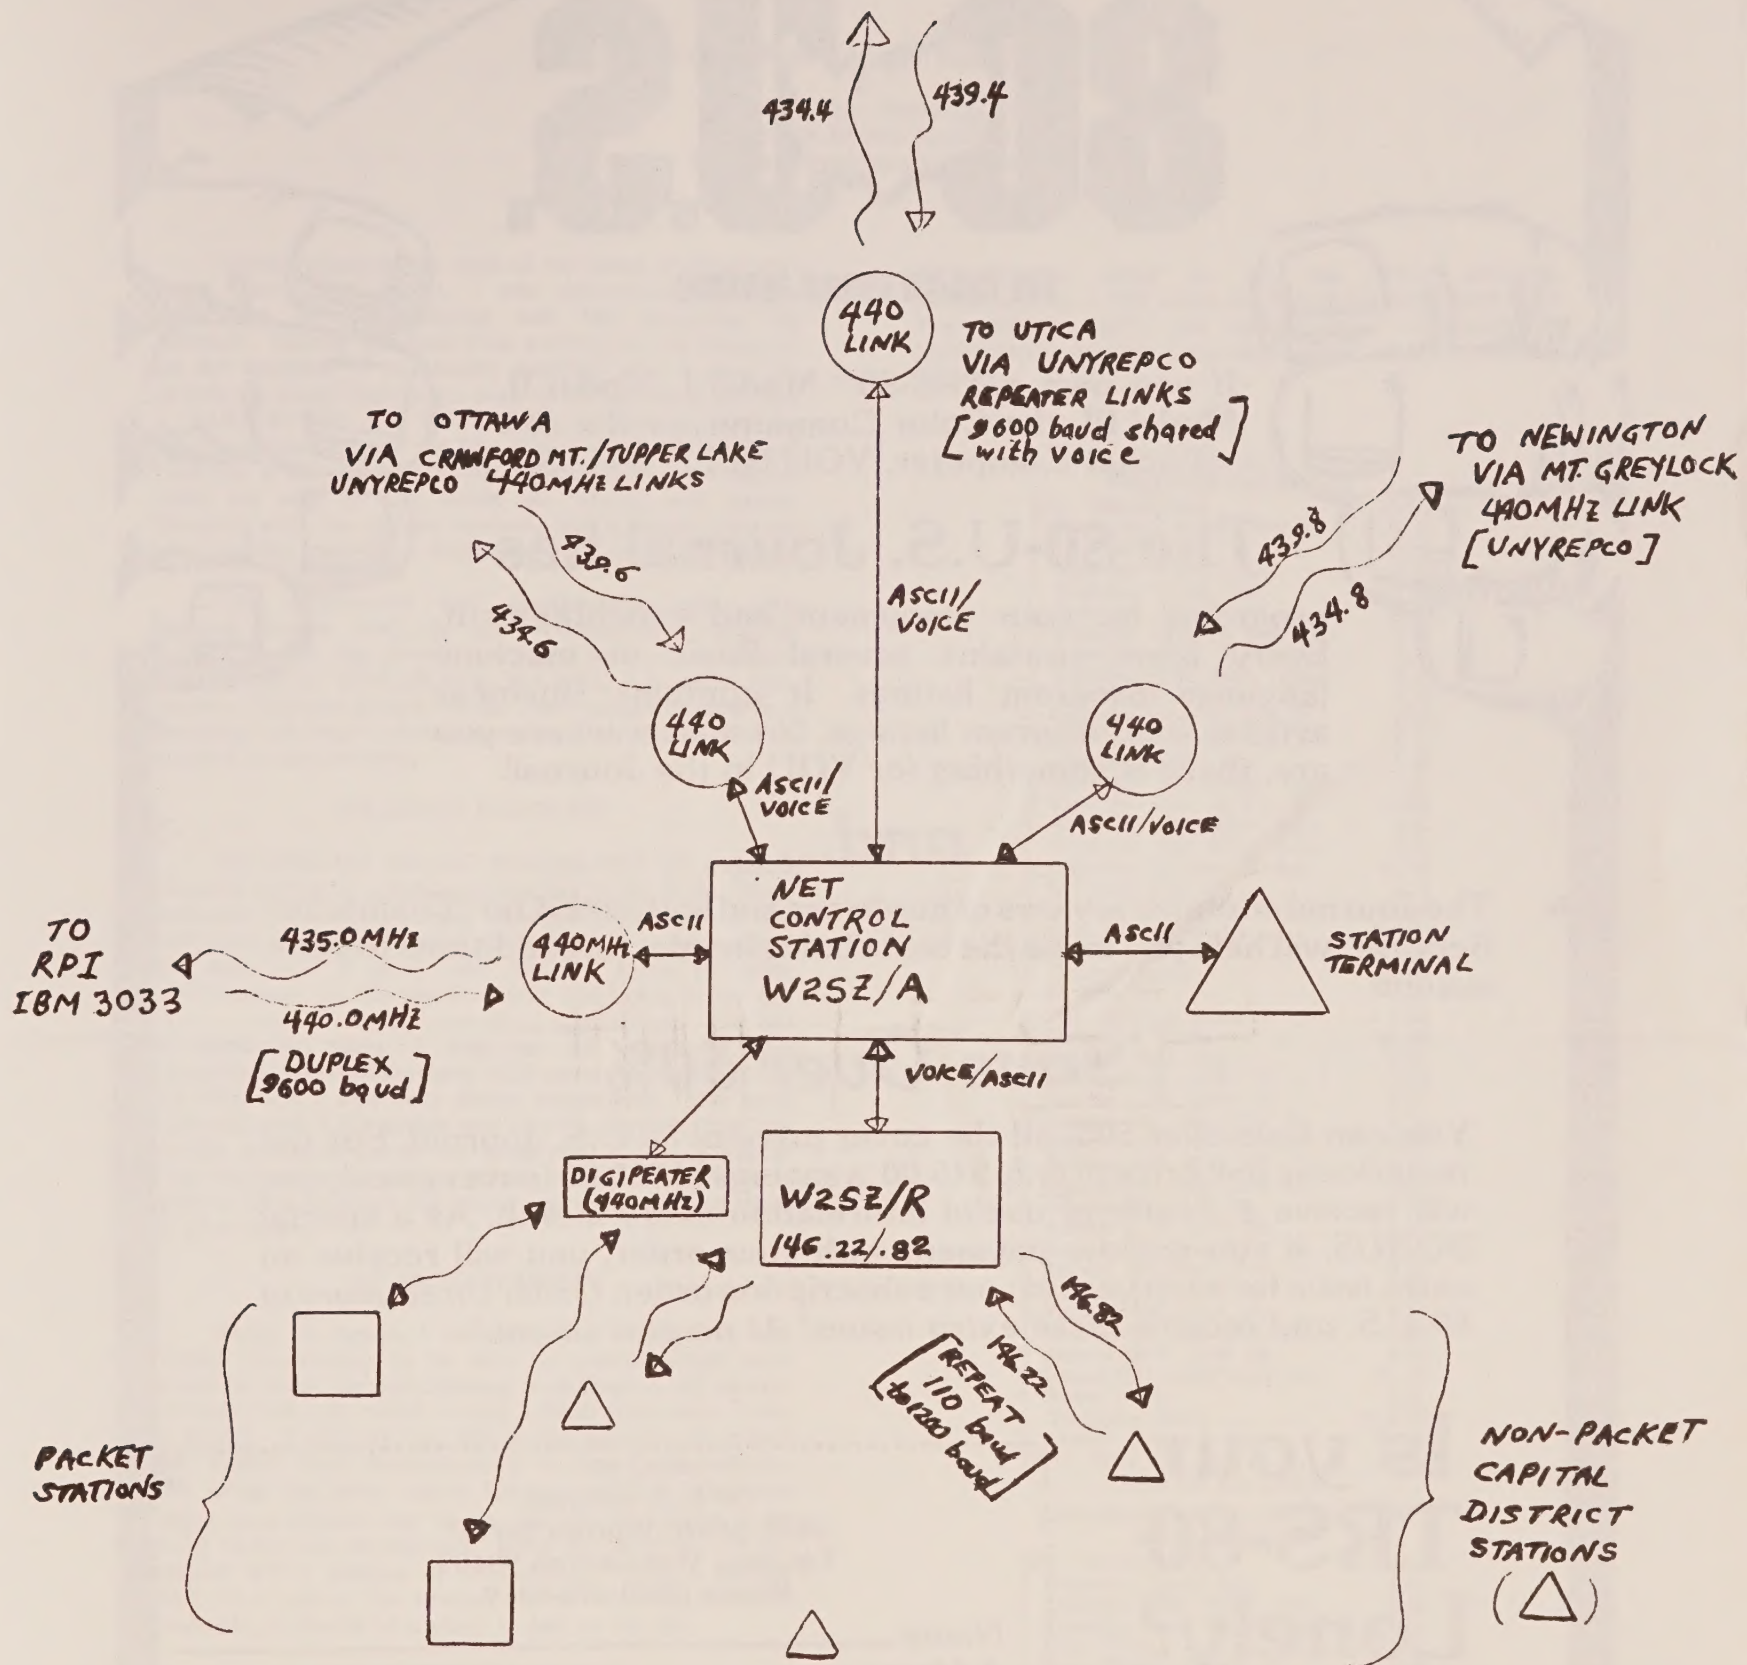 434.4
439.4
440
LINK
TO UTICA
VIA UNYREPCO
REPEATER LINKS
[9600 baud shared
with voice]
TO OTTAWA
VIA CRAWFORD MT./TUPPER LAKE
UNYREPCO 440MHZ LINKS
TO NEWINGTON
VIA MT. GREYLOCK
440MHZ LINK
[UNYREPCO]
439.6
434.6
439.8
434.8
ASCII/
VOICE
440
LINK
440
LINK
ASCII/
VOICE
ASCII/VOICE
NET
CONTROL
STATION
W2SZ/A
TO
RPI
IBM 3033
435.0MHZ
440.0MHZ
[DUPLEX
9600 baud]
440MHZ
LINK
ASCII
ASCII
STATION
TERMINAL
VOICE/ASCII
DIGIPEATER
(440MHZ)
W2SZ/R
146.22/.82
146.82
146.22
[REPEAT
110 baud
to 1200 baud]
PACKET
STATIONS
NON-PACKET
CAPITAL
DISTRICT
STATIONS
(△)